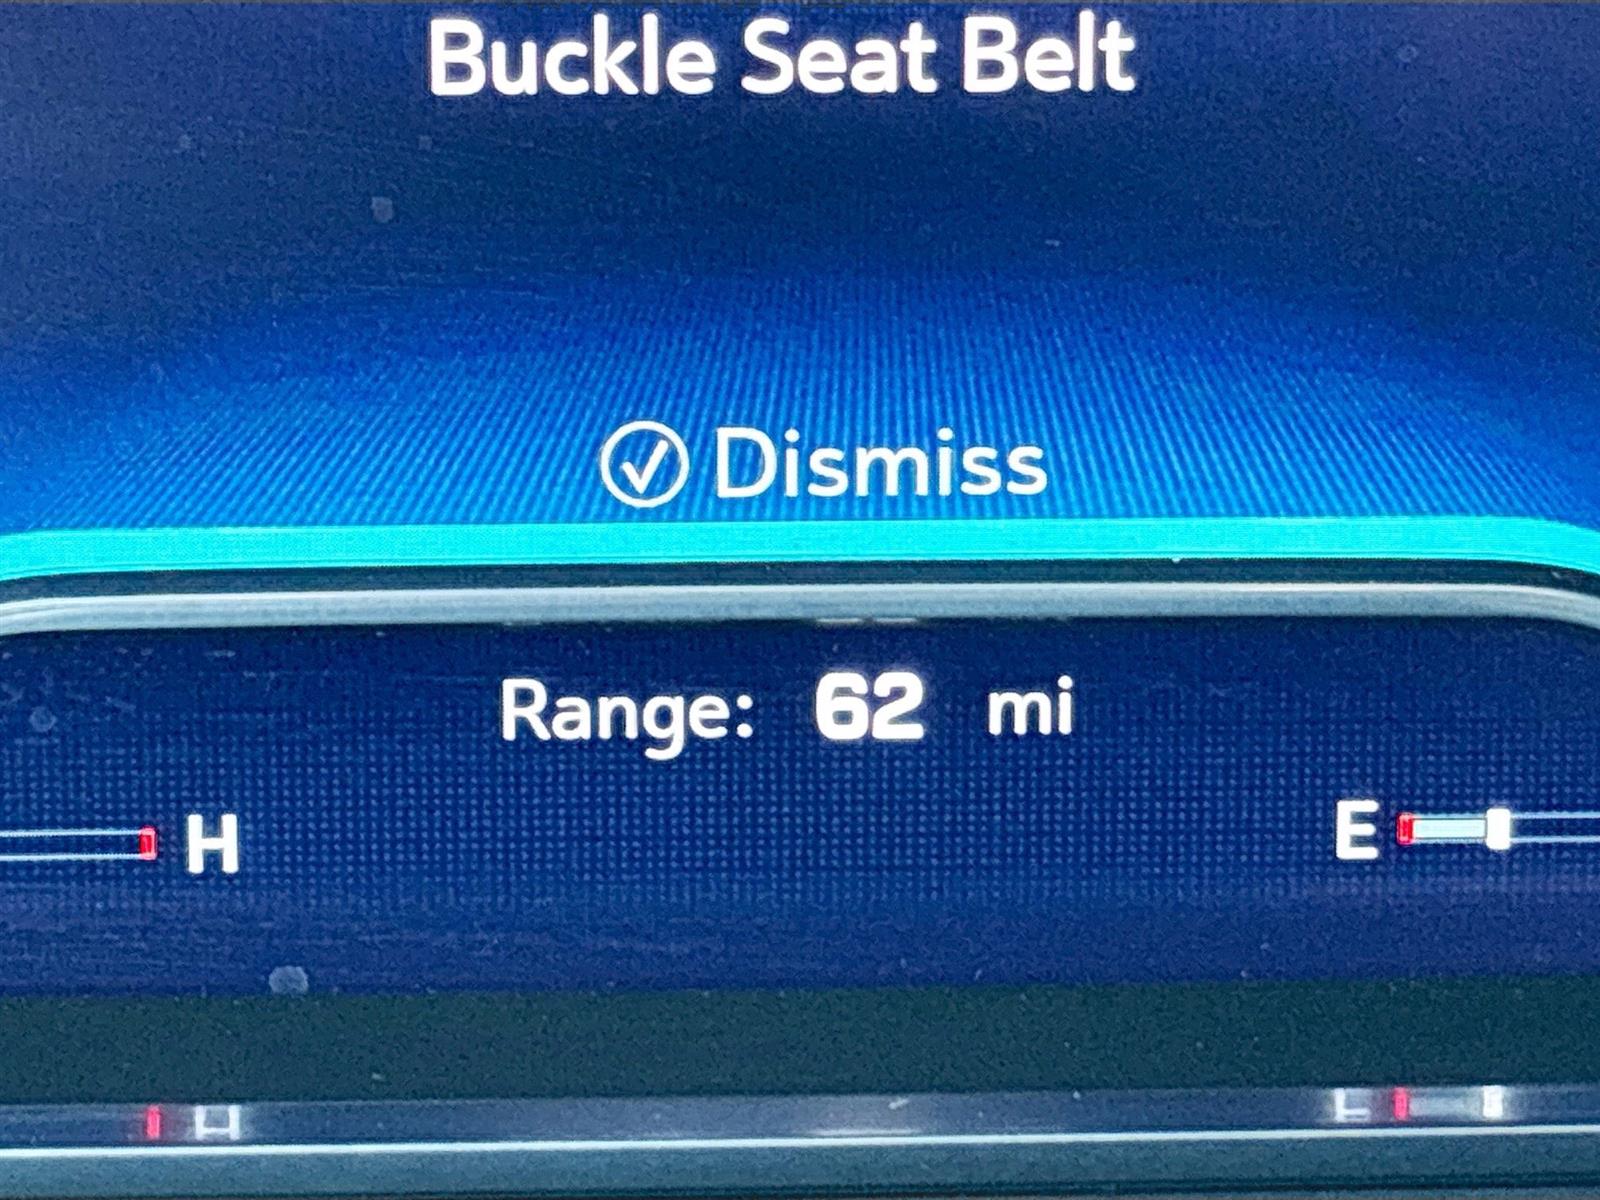 Buckle Seat Belt
Dismiss
Range: 62 mi
H E